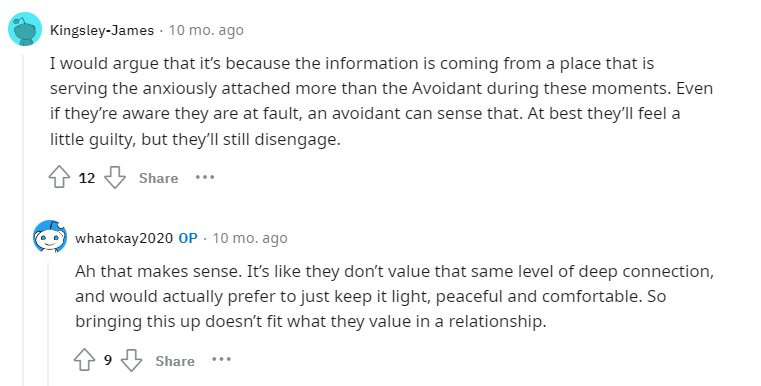 Kingsley-James · 10 mo. ago
I would argue that it’s because the information is coming from a place that is
serving the anxiously attached more than the Avoidant during these moments. Even
if they’re aware they are at fault, an avoidant can sense that. At best they’ll feel a
little guilty, but they’ll still disengage.
12 Share ···
whatokay2020 OP · 10 mo. ago
Ah that makes sense. It’s like they don’t value that same level of deep connection,
and would actually prefer to just keep it light, peaceful and comfortable. So
bringing this up doesn’t fit what they value in a relationship.
9 Share ···